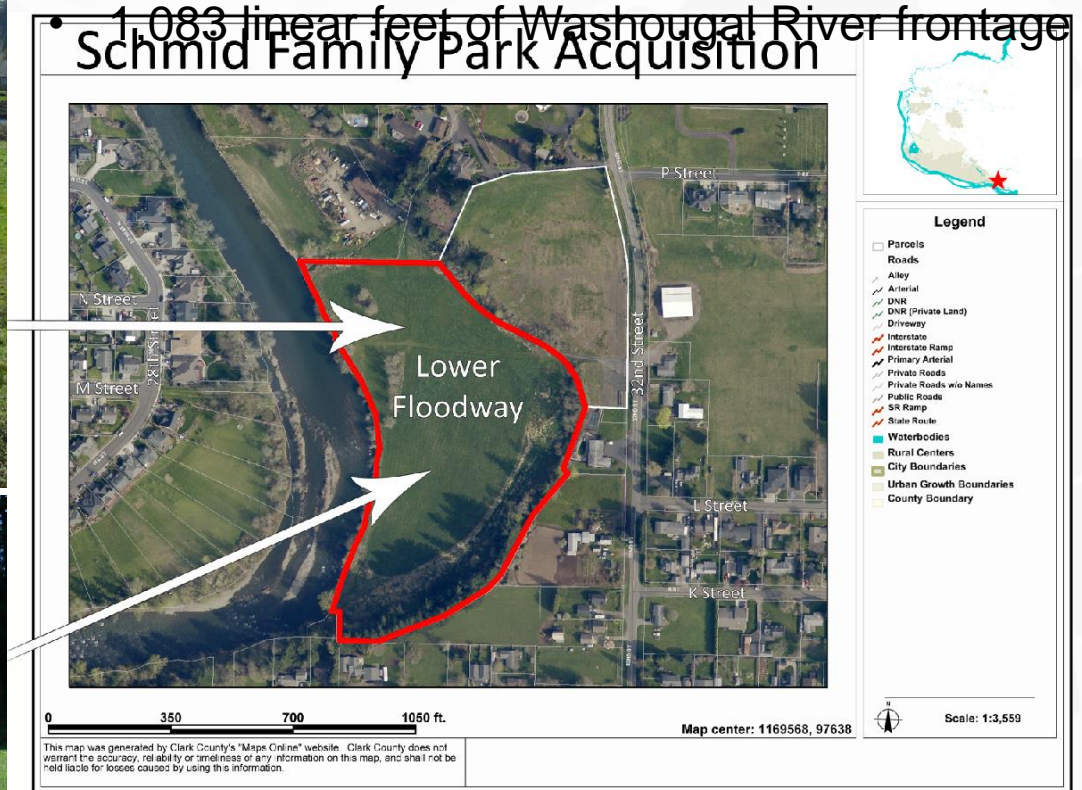 • 1,083 linear feet of Washougal River frontage
Schmid Family Park Acquisition
P Street
N Street
28th Street
M Street
32nd Street
Lower
Floodway
L Street
K Street
Legend
Parcels
Roads
Alley
Arterial
DNR
DNR (Private Land)
Driveway
Interstate
Interstate Ramp
Primary Arterial
Private Roads
Private Roads w/o Names
Public Roads
SR Ramp
State Route
Waterbodies
Rural Centers
City Boundaries
Urban Growth Boundaries
County Boundary
N
Scale: 1:3,559
0 350 700 1050 ft.
Map center: 1169568, 97638
This map was generated by Clark County's "Maps Online" website. Clark County does not
warrant the accuracy, reliability or timeliness of any information on this map, and shall not be
held liable for losses caused by using this information.